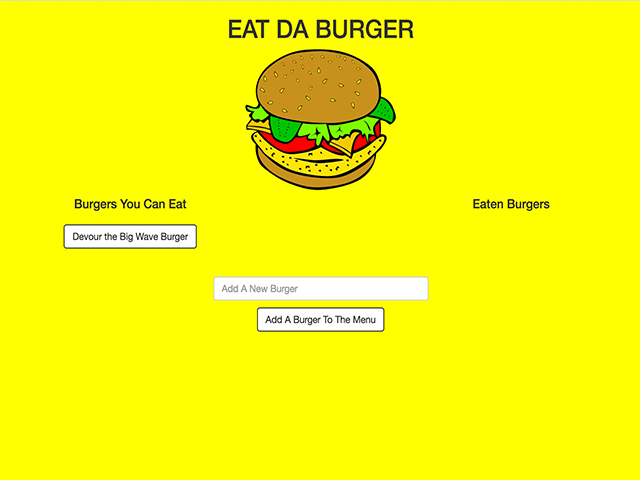 EAT DA BURGER
Burgers You Can Eat
Eaten Burgers
Devour the Big Wave Burger
Add A New Burger
Add A Burger To The Menu